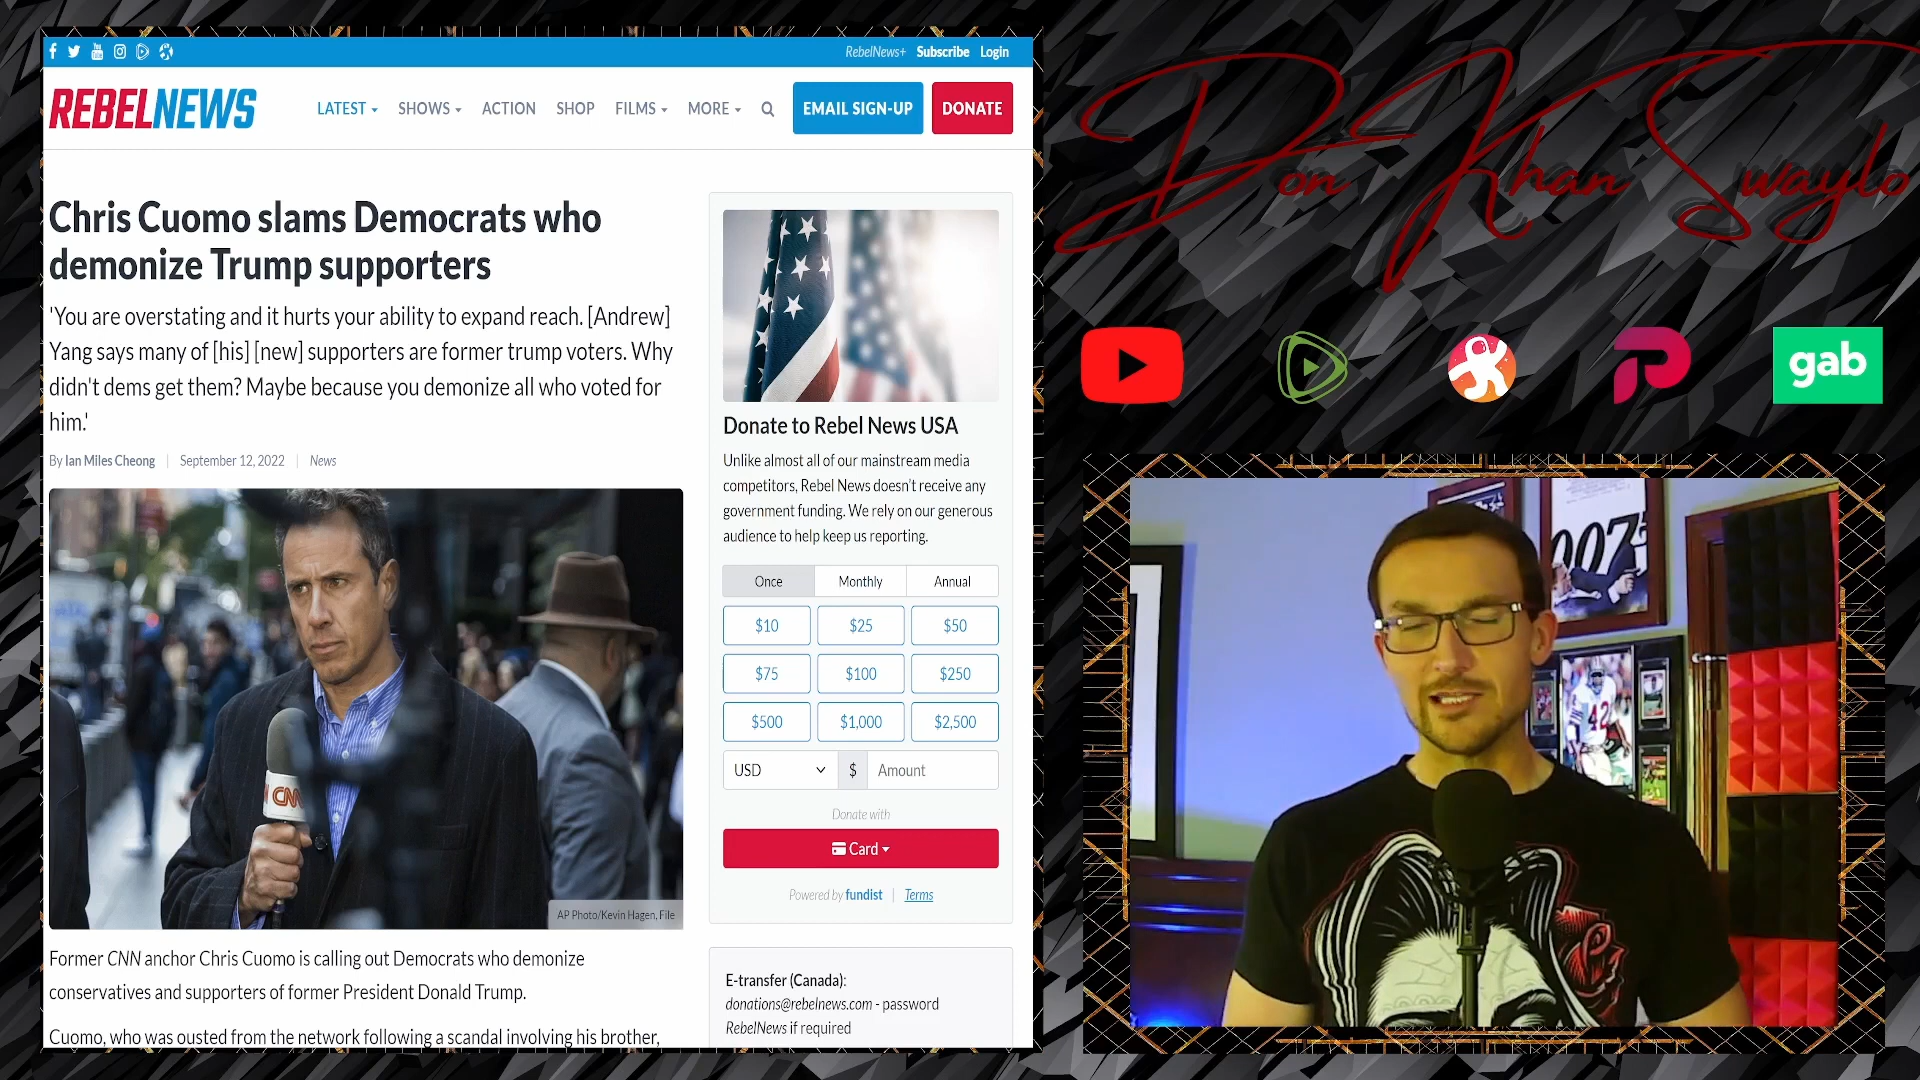 RebelNews+ Subscribe Login
REBELNEWS
LATEST SHOWS ACTION SHOP FILMS MORE EMAIL SIGN-UP DONATE
Chris Cuomo slams Democrats who
demonize Trump supporters
'You are overstating and it hurts your ability to expand reach. [Andrew]
Yang says many of [his] [new] supporters are former trump voters. Why
didn't dems get them? Maybe because you demonize all who voted for
him.'
By Ian Miles Cheong | September 12, 2022 | News
CNN
AP Photo/Kevin Hagen, File
Former CNN anchor Chris Cuomo is calling out Democrats who demonize
conservatives and supporters of former President Donald Trump.
Cuomo, who was ousted from the network following a scandal involving his brother,
Donate to Rebel News USA
Unlike almost all of our mainstream media
competitors, Rebel News doesn't receive any
government funding. We rely on our generous
audience to help keep us reporting.
Once Monthly Annual
$10 $25 $50
$75 $100 $250
$500 $1,000 $2,500
USD $ Amount
Donate with
Card
Powered by fundist | Terms
E-transfer (Canada):
donations@rebelnews.com - password
RebelNews if required
Don Khan Swaylo
gab
007
42